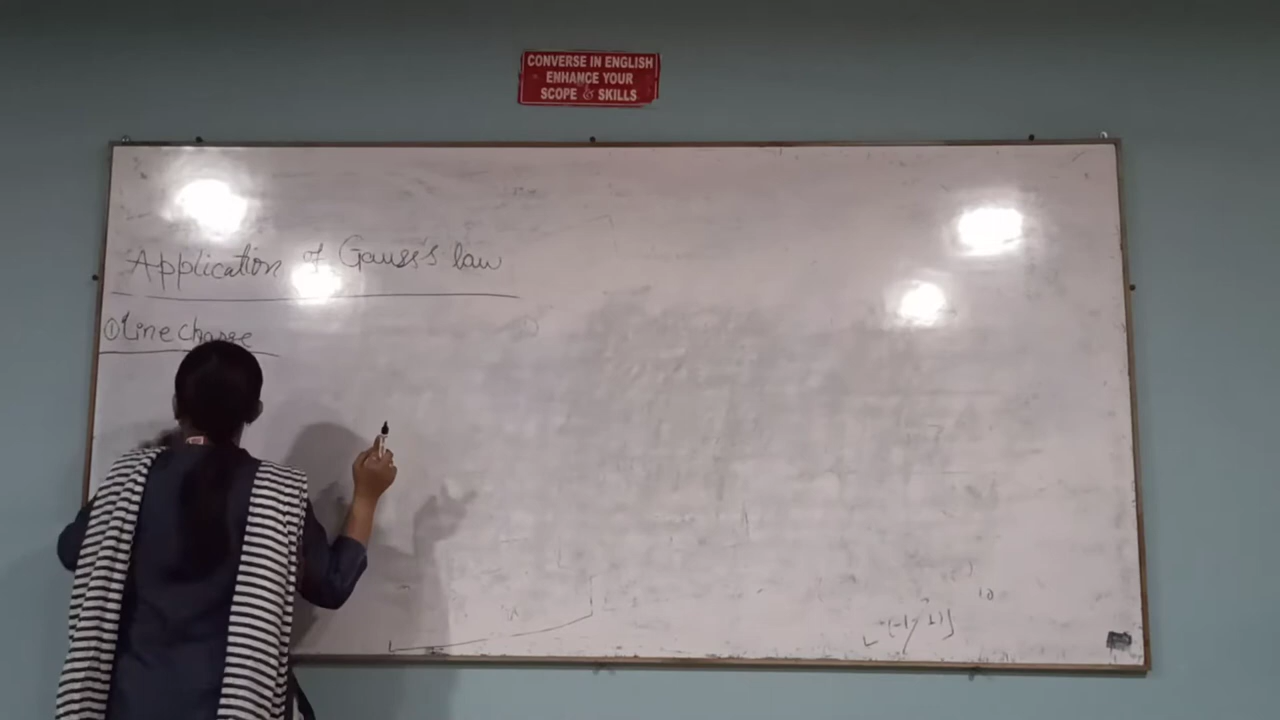 CONVERSE IN ENGLISH
ENHANCE YOUR
SCOPE & SKILLS
Application of Gauss's law
① Line charge